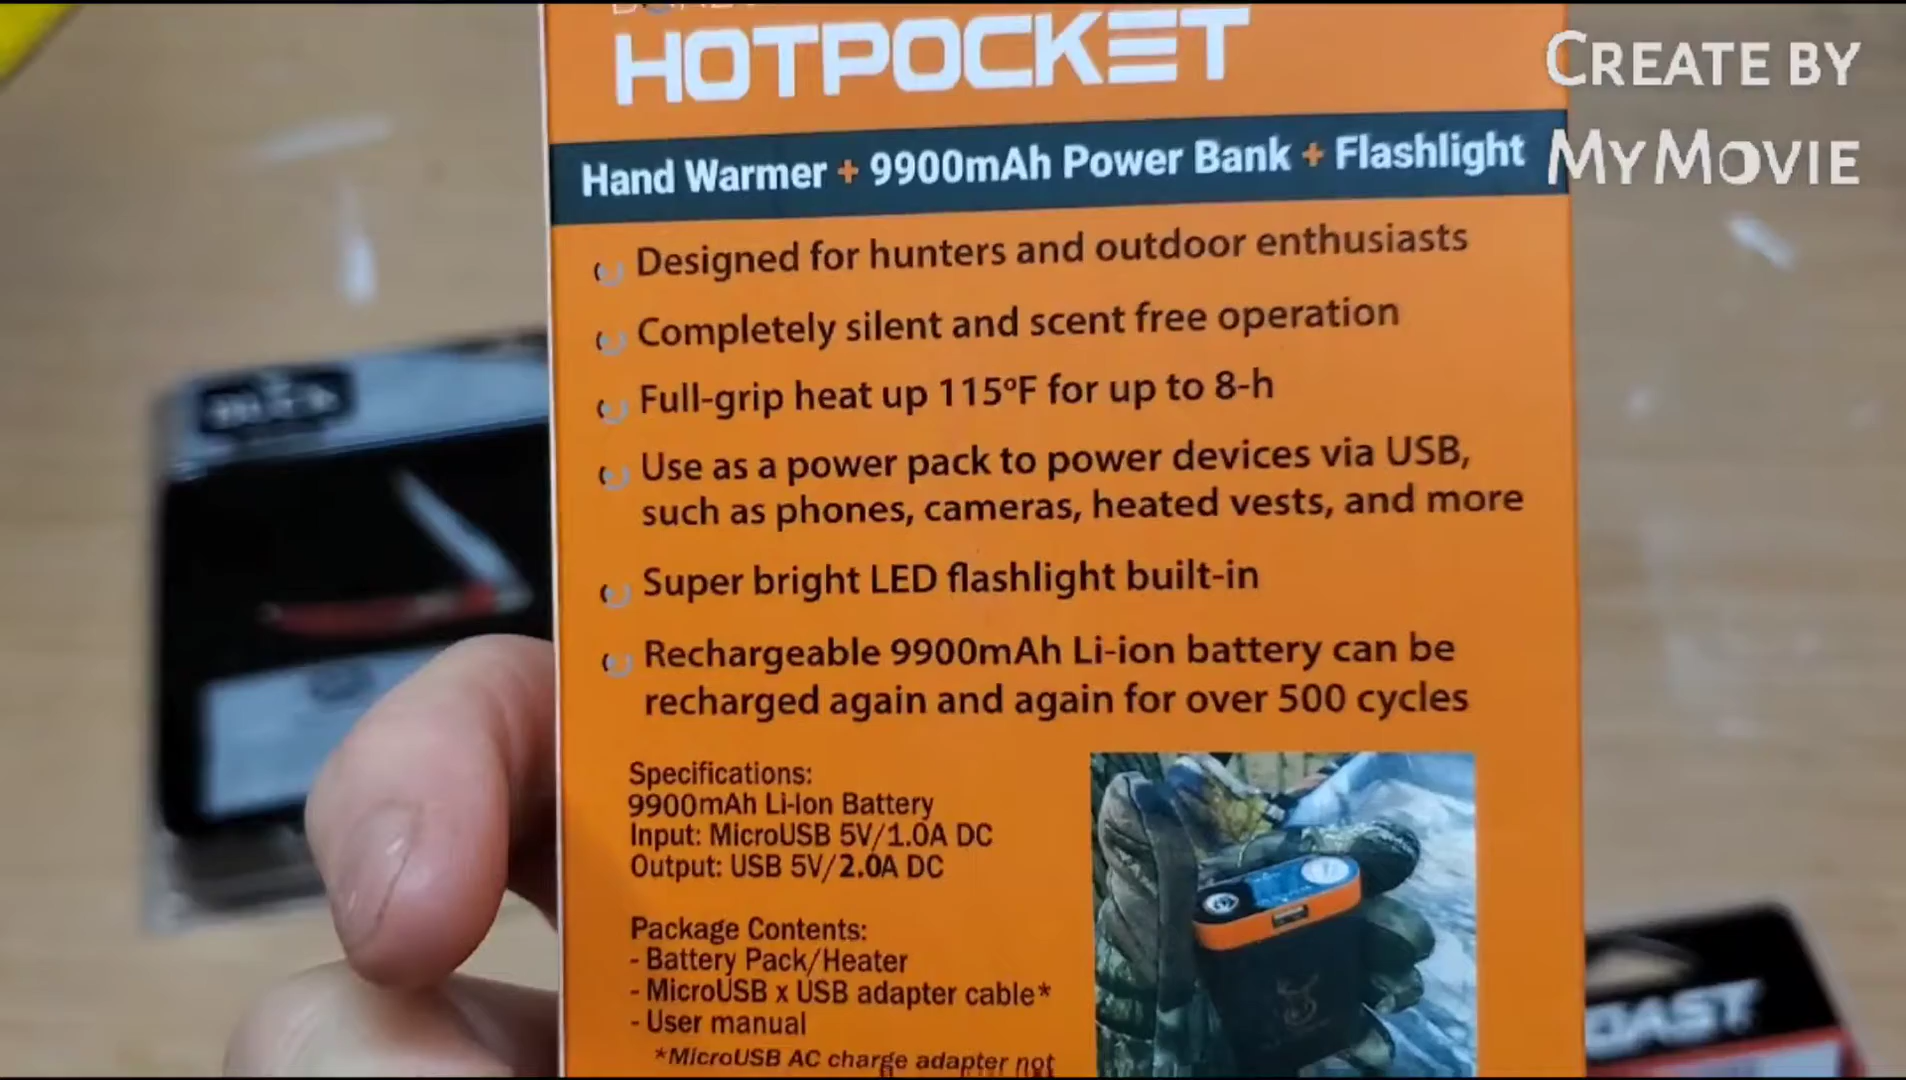 HOTPOCKET
CREATE BY
MYMOVIE
Hand Warmer + 9900mAh Power Bank + Flashlight
Designed for hunters and outdoor enthusiasts
Completely silent and scent free operation
Full-grip heat up 115ºF for up to 8-h
Use as a power pack to power devices via USB,
such as phones, cameras, heated vests, and more
Super bright LED flashlight built-in
Rechargeable 9900mAh Li-ion battery can be
recharged again and again for over 500 cycles
Specifications:
9900mAh Li-Ion Battery
Input: MicroUSB 5V/1.0A DC
Output: USB 5V/2.0A DC
Package Contents:
- Battery Pack/Heater
- MicroUSB x USB adapter cable*
- User manual
*MicroUSB AC charge adapter not